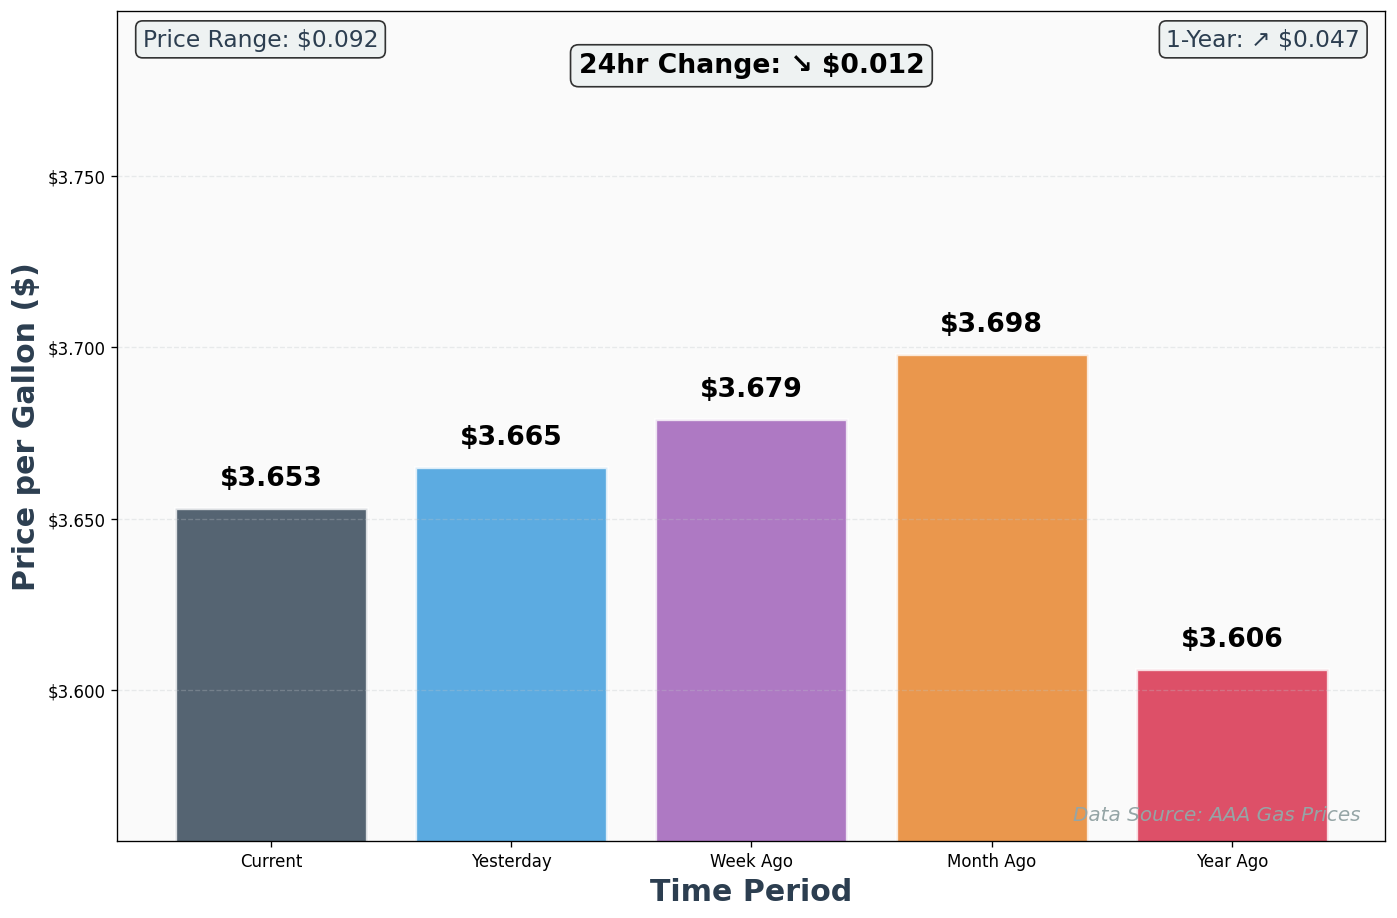 Price Range: $0.092
24hr Change: ↘ $0.012
1-Year: ↗ $0.047
Price per Gallon ($)
$3.750
$3.700
$3.650
$3.600
$3.653
$3.665
$3.679
$3.698
$3.606
Data Source: AAA Gas Prices
Current
Yesterday
Week Ago
Month Ago
Year Ago
Time Period